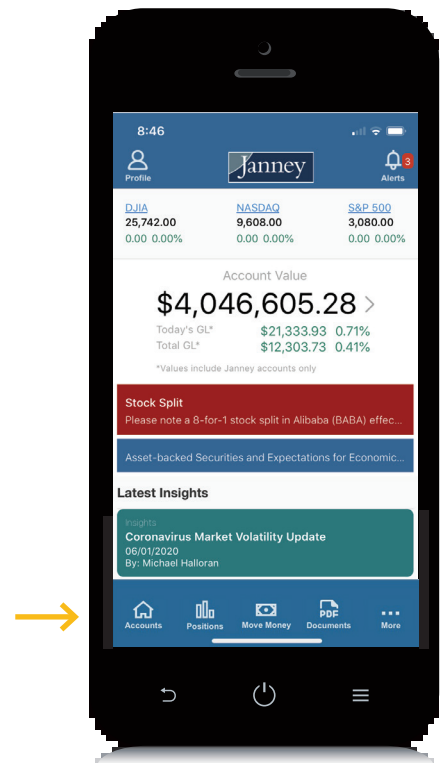 8:46
Profile
Janney
3
Alerts
DJIA NASDAQ S&P 500
25,742.00 9,608.00 3,080.00
0.00 0.00% 0.00 0.00% 0.00 0.00%
Account Value
$4,046,605.28 >
Today's GL* $21,333.93 0.71%
Total GL* $12,303.73 0.41%
*Values include Janney accounts only
Stock Split
Please note a 8-for-1 stock split in Alibaba (BABA) effec...
Asset-backed Securities and Expectations for Economic...
Latest Insights
Insights
Coronavirus Market Volatility Update
06/01/2020
By: Michael Halloran
PDF
Accounts Positions Move Money Documents More